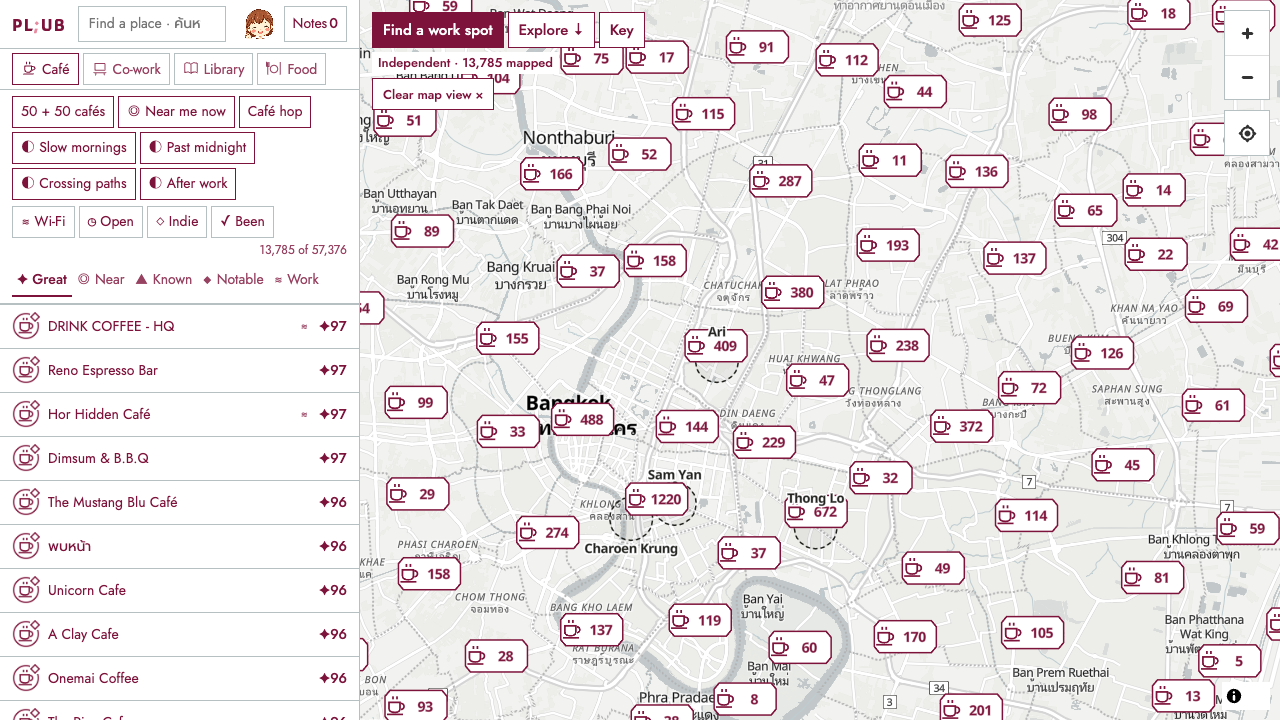 PL;UB
Find a place · ค้นหา
Notes 0
Café
Co-work
Library
Food
50 + 50 cafés
Near me now
Café hop
Slow mornings
Past midnight
Crossing paths
After work
Wi-Fi
Open
Indie
Been
13,785 of 57,376
Great
Near
Known
Notable
Work
DRINK COFFEE - HQ
97
Reno Espresso Bar
97
Hor Hidden Café
97
Dimsum & B.B.Q
97
The Mustang Blu Café
96
พบหน้า
96
Unicorn Cafe
96
A Clay Cafe
96
Onemai Coffee
96
Find a work spot
Explore ↓
Key
Independent · 13,785 mapped
Clear map view ×
59
125
18
75
17
91
112
104
44
51
115
98
Nonthaburi
52
11
166
31
287
136
14
Ban Utthayan
บ้านอุทยาน
Ban Tak Daet
บ้านตากแดด
Ban Bang Phai Noi
บ้านบางไผ่น้อย
65
89
193
304
137
22
42
มีนบุรี
Bang Kruai
บางกรวย
37
158
Ban Rong Mu
บ้านโรงหมู
CHATUCHAK
จตุจักร
380
LAT PHRAO
ลาดพร้าว
KHAN NA YAO
คันนายาว
69
155
Ari
409
238
126
HUAI KHWANG
47
72
SAPHAN SUNG
สะพานสูง
วังทองหลาง
99
61
Bangkok
488
33
144
DIN DAENG
229
372
Sam Yan
32
45
29
1220
Thong Lo
672
7
7
114
59
274
Charoen Krung
37
PHASI CHAROEN
158
49
81
CHOM THONG
จอมทอง
BANG KHO LAEM
Ban Yai
บ้านใหญ่
137
119
60
170
105
Ban Phatthana
Wat King
RAT BURANA
ราษฎร์บูรณะ
28
5
Ban Mai
บ้านใหม่
Ban Prem Ruethai
บ้านเปรมฤทัย
93
8
3
34
201
13